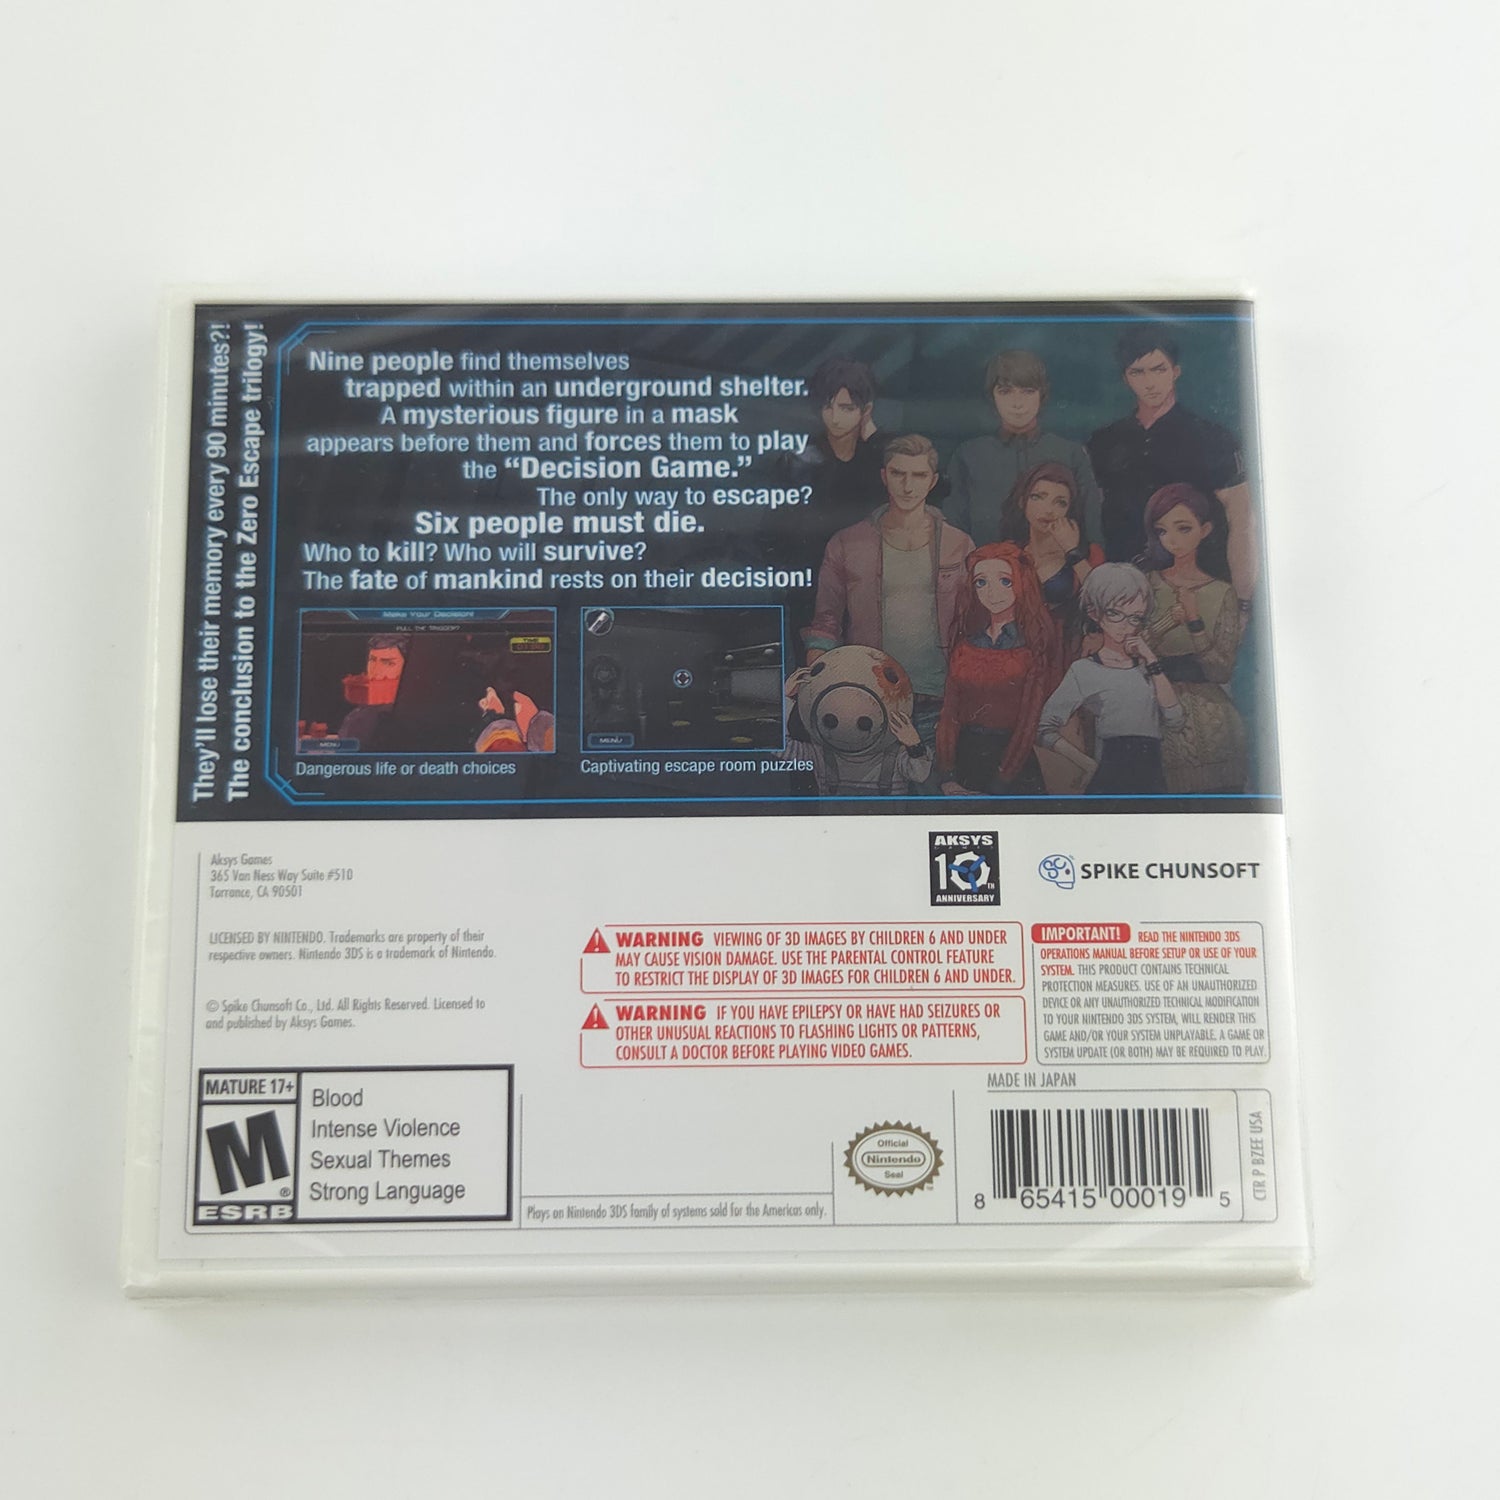 They'll lose their memory every 90 minutes?!
The conclusion to the Zero Escape trilogy!
Nine people find themselves
trapped within an underground shelter.
A mysterious figure in a mask
appears before them and forces them to play
the “Decision Game.”
The only way to escape?
Six people must die.
Who to kill? Who will survive?
The fate of mankind rests on their decision!
Make Your Decision!
PULL THE TRIGGER?
TIME
MENU
MENU
Dangerous life or death choices
Captivating escape room puzzles
Aksys Games
365 Van Ness Way Suite #510
Torrance, CA 90501
AKSYS
GAMES
10TH
ANNIVERSARY
SPIKE CHUNSOFT
LICENSED BY NINTENDO. Trademarks are property of their
respective owners. Nintendo 3DS is a trademark of Nintendo.
© Spike Chunsoft Co., Ltd. All Rights Reserved. Licensed to
and published by Aksys Games.
WARNING VIEWING OF 3D IMAGES BY CHILDREN 6 AND UNDER
MAY CAUSE VISION DAMAGE. USE THE PARENTAL CONTROL FEATURE
TO RESTRICT THE DISPLAY OF 3D IMAGES FOR CHILDREN 6 AND UNDER.
WARNING IF YOU HAVE EPILEPSY OR HAVE HAD SEIZURES OR
OTHER UNUSUAL REACTIONS TO FLASHING LIGHTS OR PATTERNS,
CONSULT A DOCTOR BEFORE PLAYING VIDEO GAMES.
IMPORTANT! READ THE NINTENDO 3DS
OPERATIONS MANUAL BEFORE SETUP OR USE OF YOUR
SYSTEM. THIS PRODUCT CONTAINS TECHNICAL
PROTECTION MEASURES. USE OF AN UNAUTHORIZED
DEVICE OR ANY UNAUTHORIZED TECHNICAL MODIFICATION
TO YOUR NINTENDO 3DS SYSTEM, WILL RENDER THIS
GAME AND/OR YOUR SYSTEM UNPLAYABLE. A GAME OR
SYSTEM UPDATE (OR BOTH) MAY BE REQUIRED TO PLAY.
MATURE 17+
M
®
ESRB
Blood
Intense Violence
Sexual Themes
Strong Language
Plays on Nintendo 3DS family of systems sold for the Americas only.
Official
Nintendo
Seal
MADE IN JAPAN
8 65415 00019 5
CTR P BZEE USA